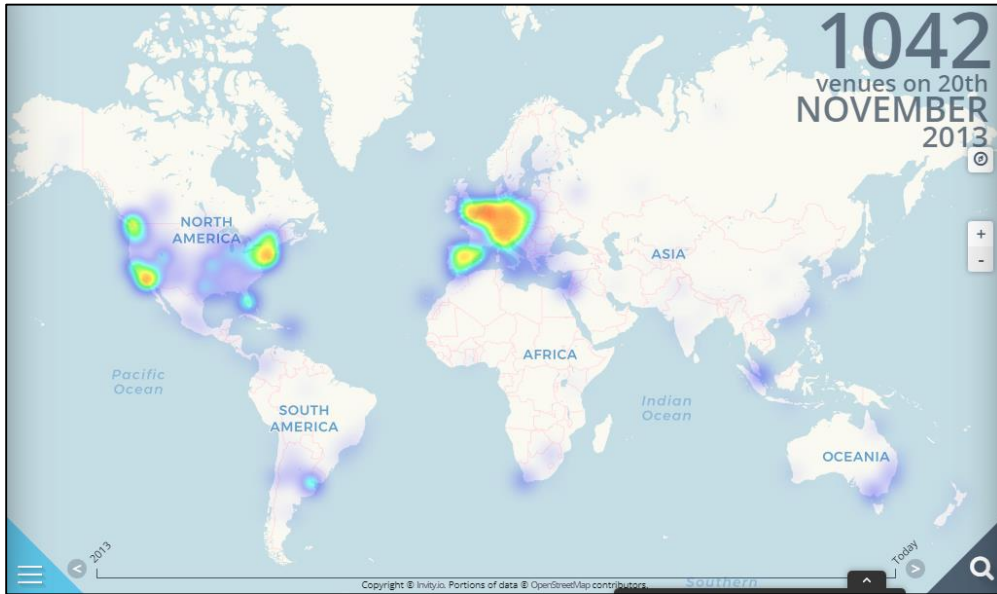 1042
venues on 20th
NOVEMBER
2013
NORTH
AMERICA
ASIA
AFRICA
Pacific
Ocean
Indian
Ocean
SOUTH
AMERICA
OCEANIA
2013
Today
Copyright © Invity.io. Portions of data © OpenStreetMap contributors.
Southern